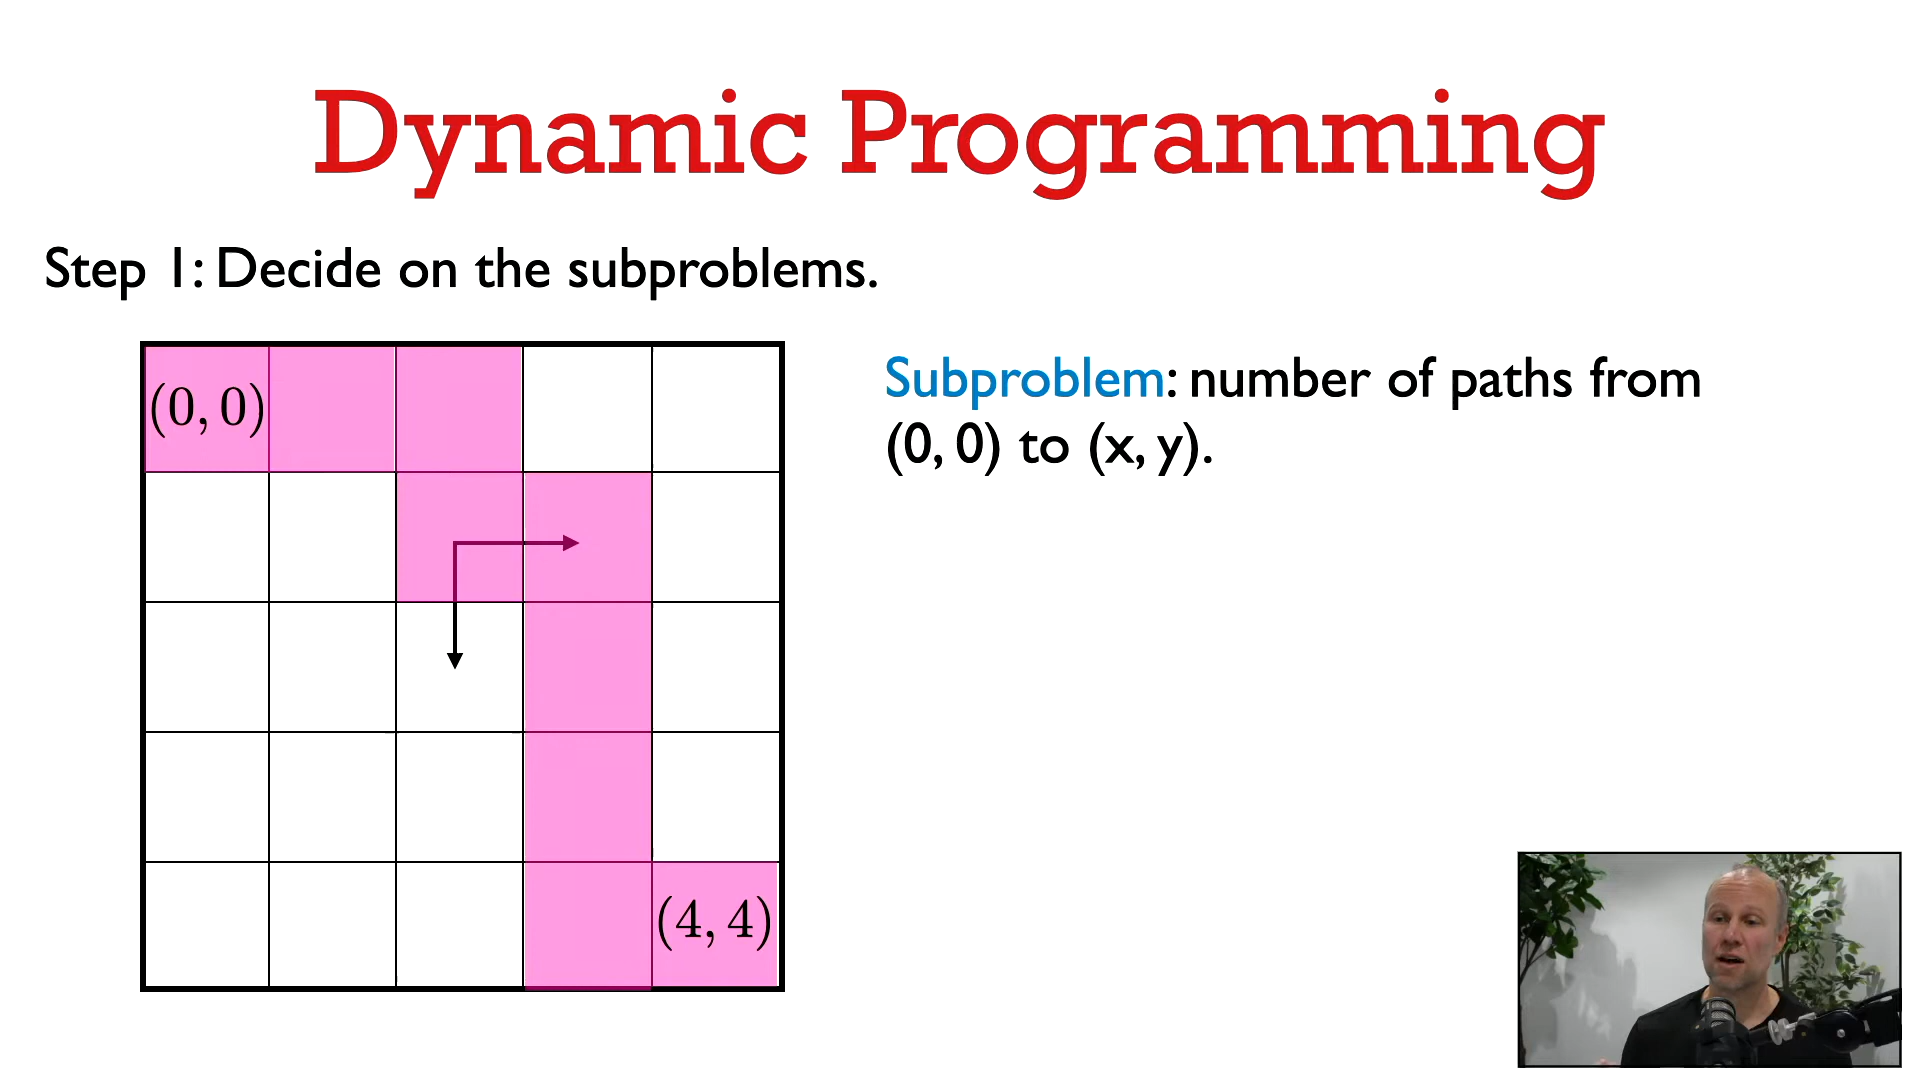 Dynamic Programming
Step 1: Decide on the subproblems.
(0, 0)
Subproblem: number of paths from
(0, 0) to (x, y).
(4, 4)